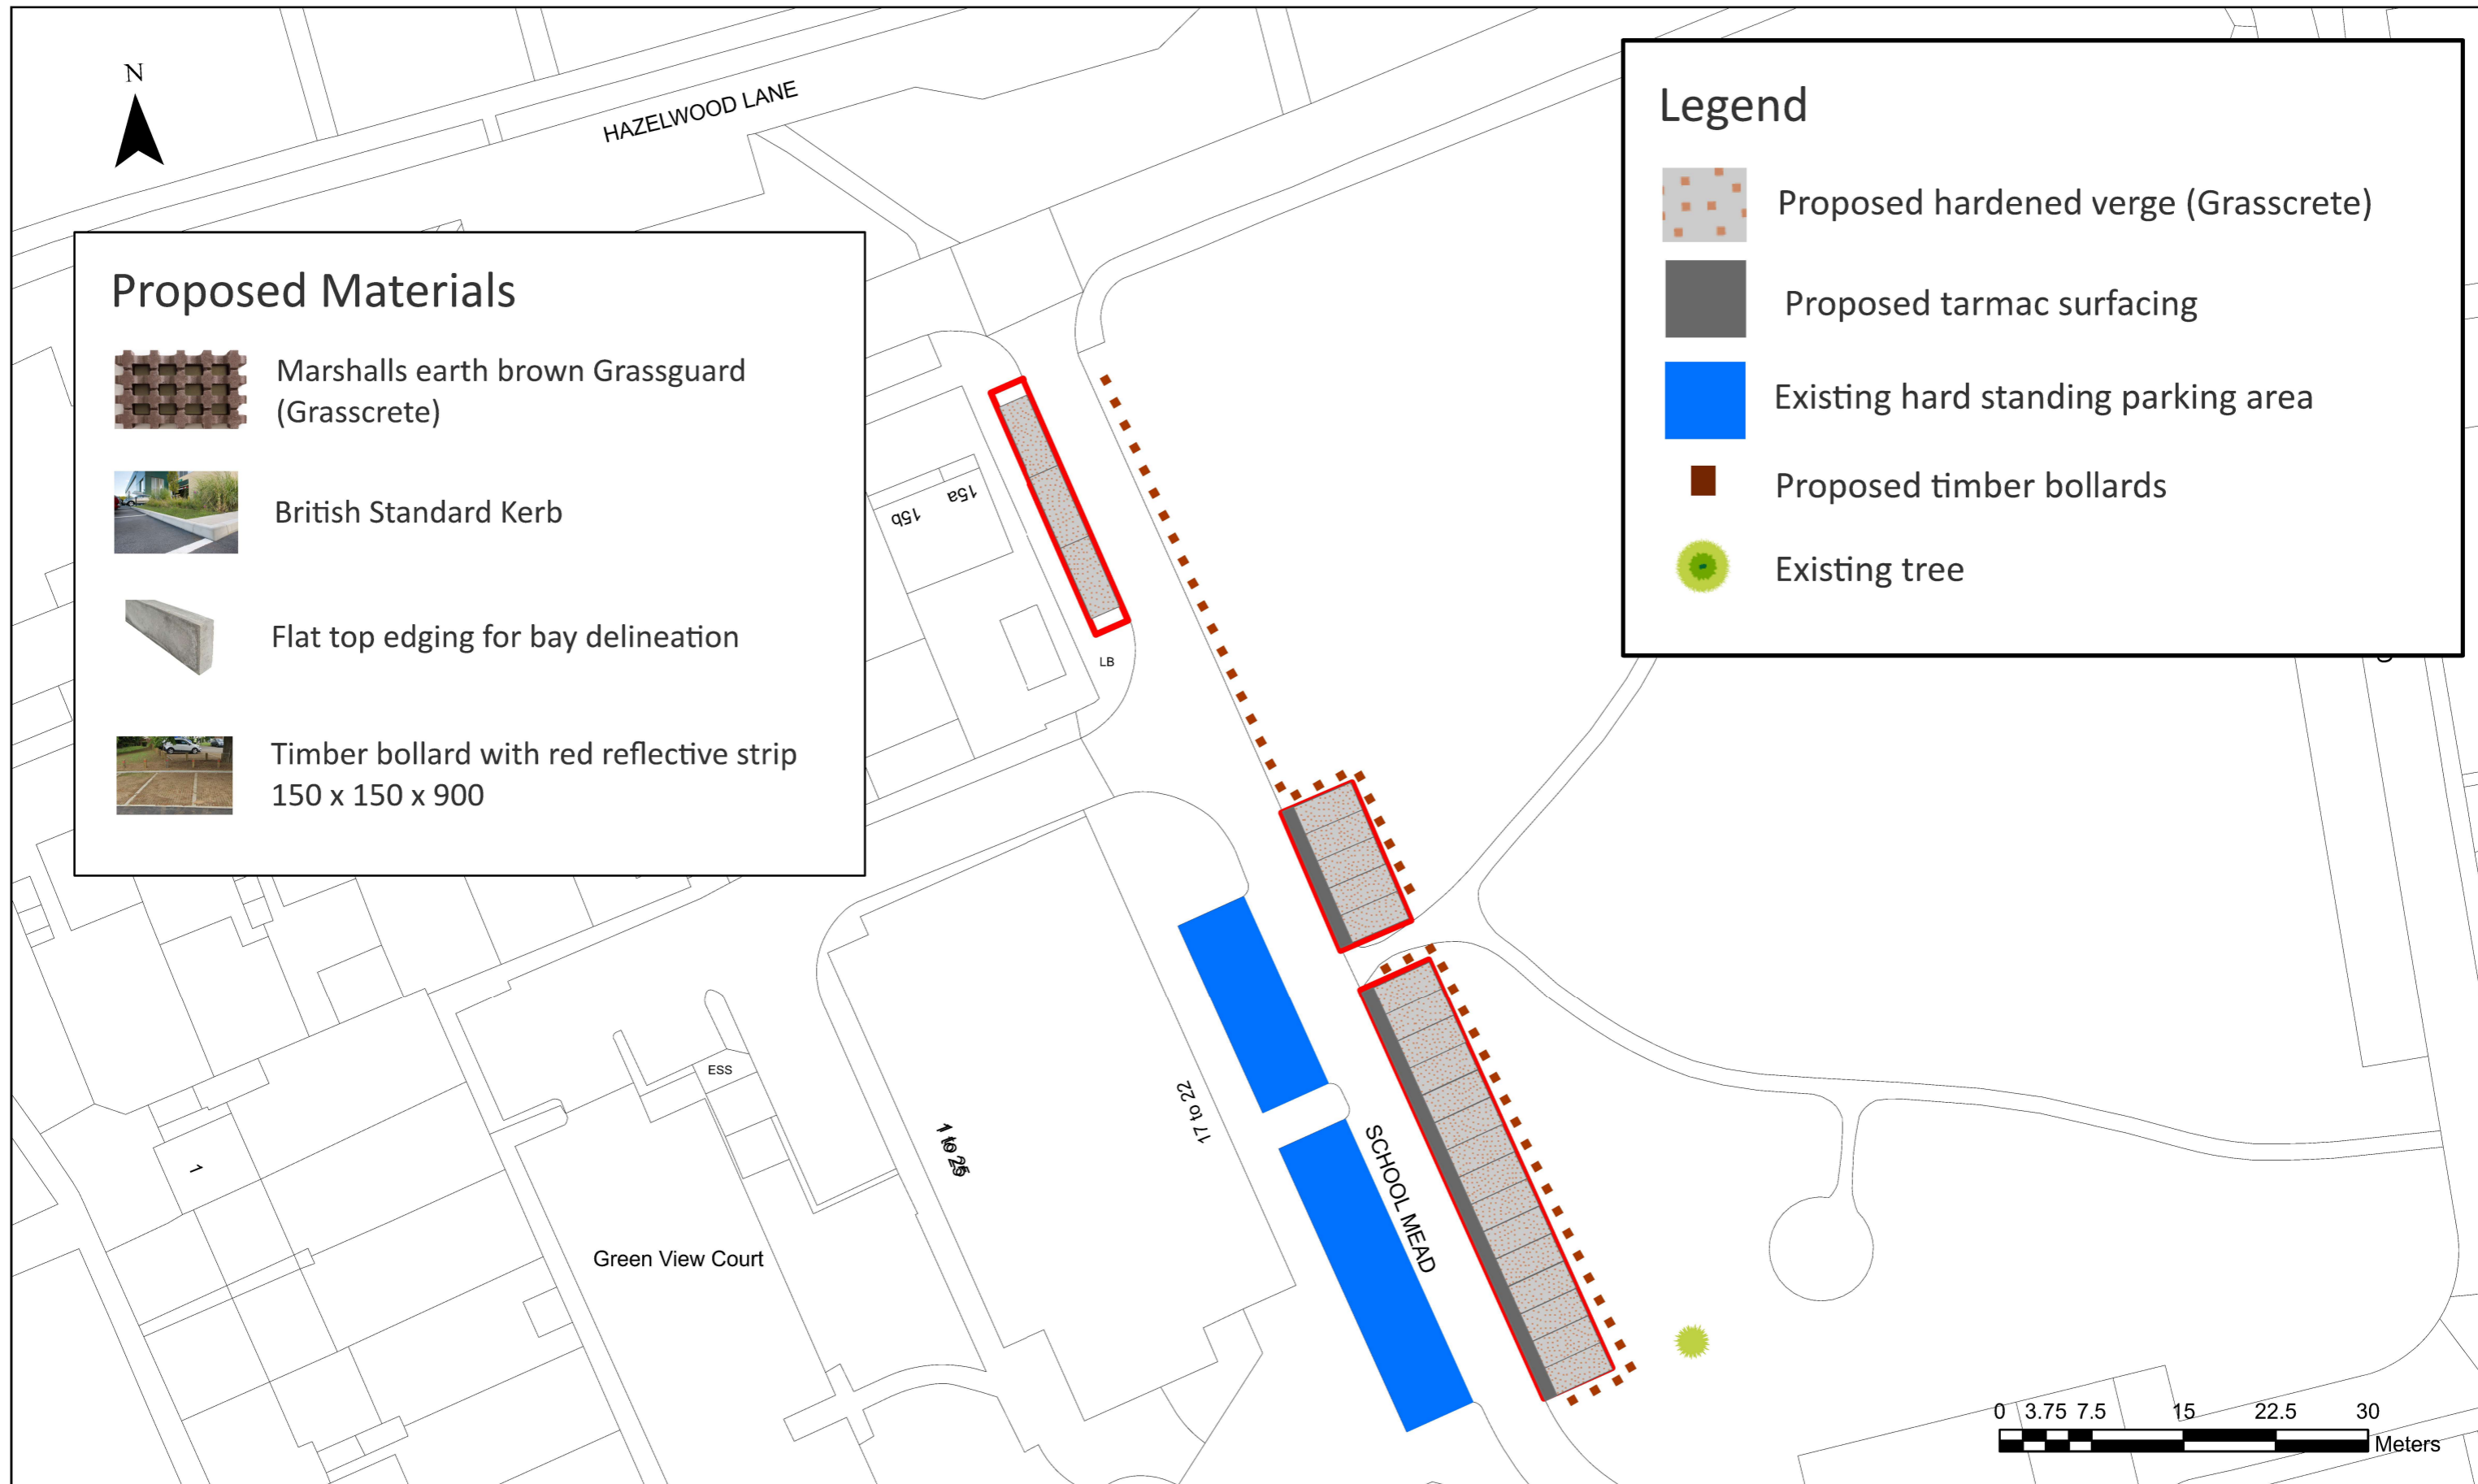 N
HAZELWOOD LANE
Legend
Proposed hardened verge (Grasscrete)
Proposed tarmac surfacing
Existing hard standing parking area
Proposed timber bollards
Existing tree
Proposed Materials
Marshalls earth brown Grassguard
(Grasscrete)
British Standard Kerb
Flat top edging for bay delineation
Timber bollard with red reflective strip
150 x 150 x 900
15a
15b
LB
ESS
17 to 22
SCHOOL MEAD
1
Green View Court
0 3.75 7.5 15 22.5 30
Meters